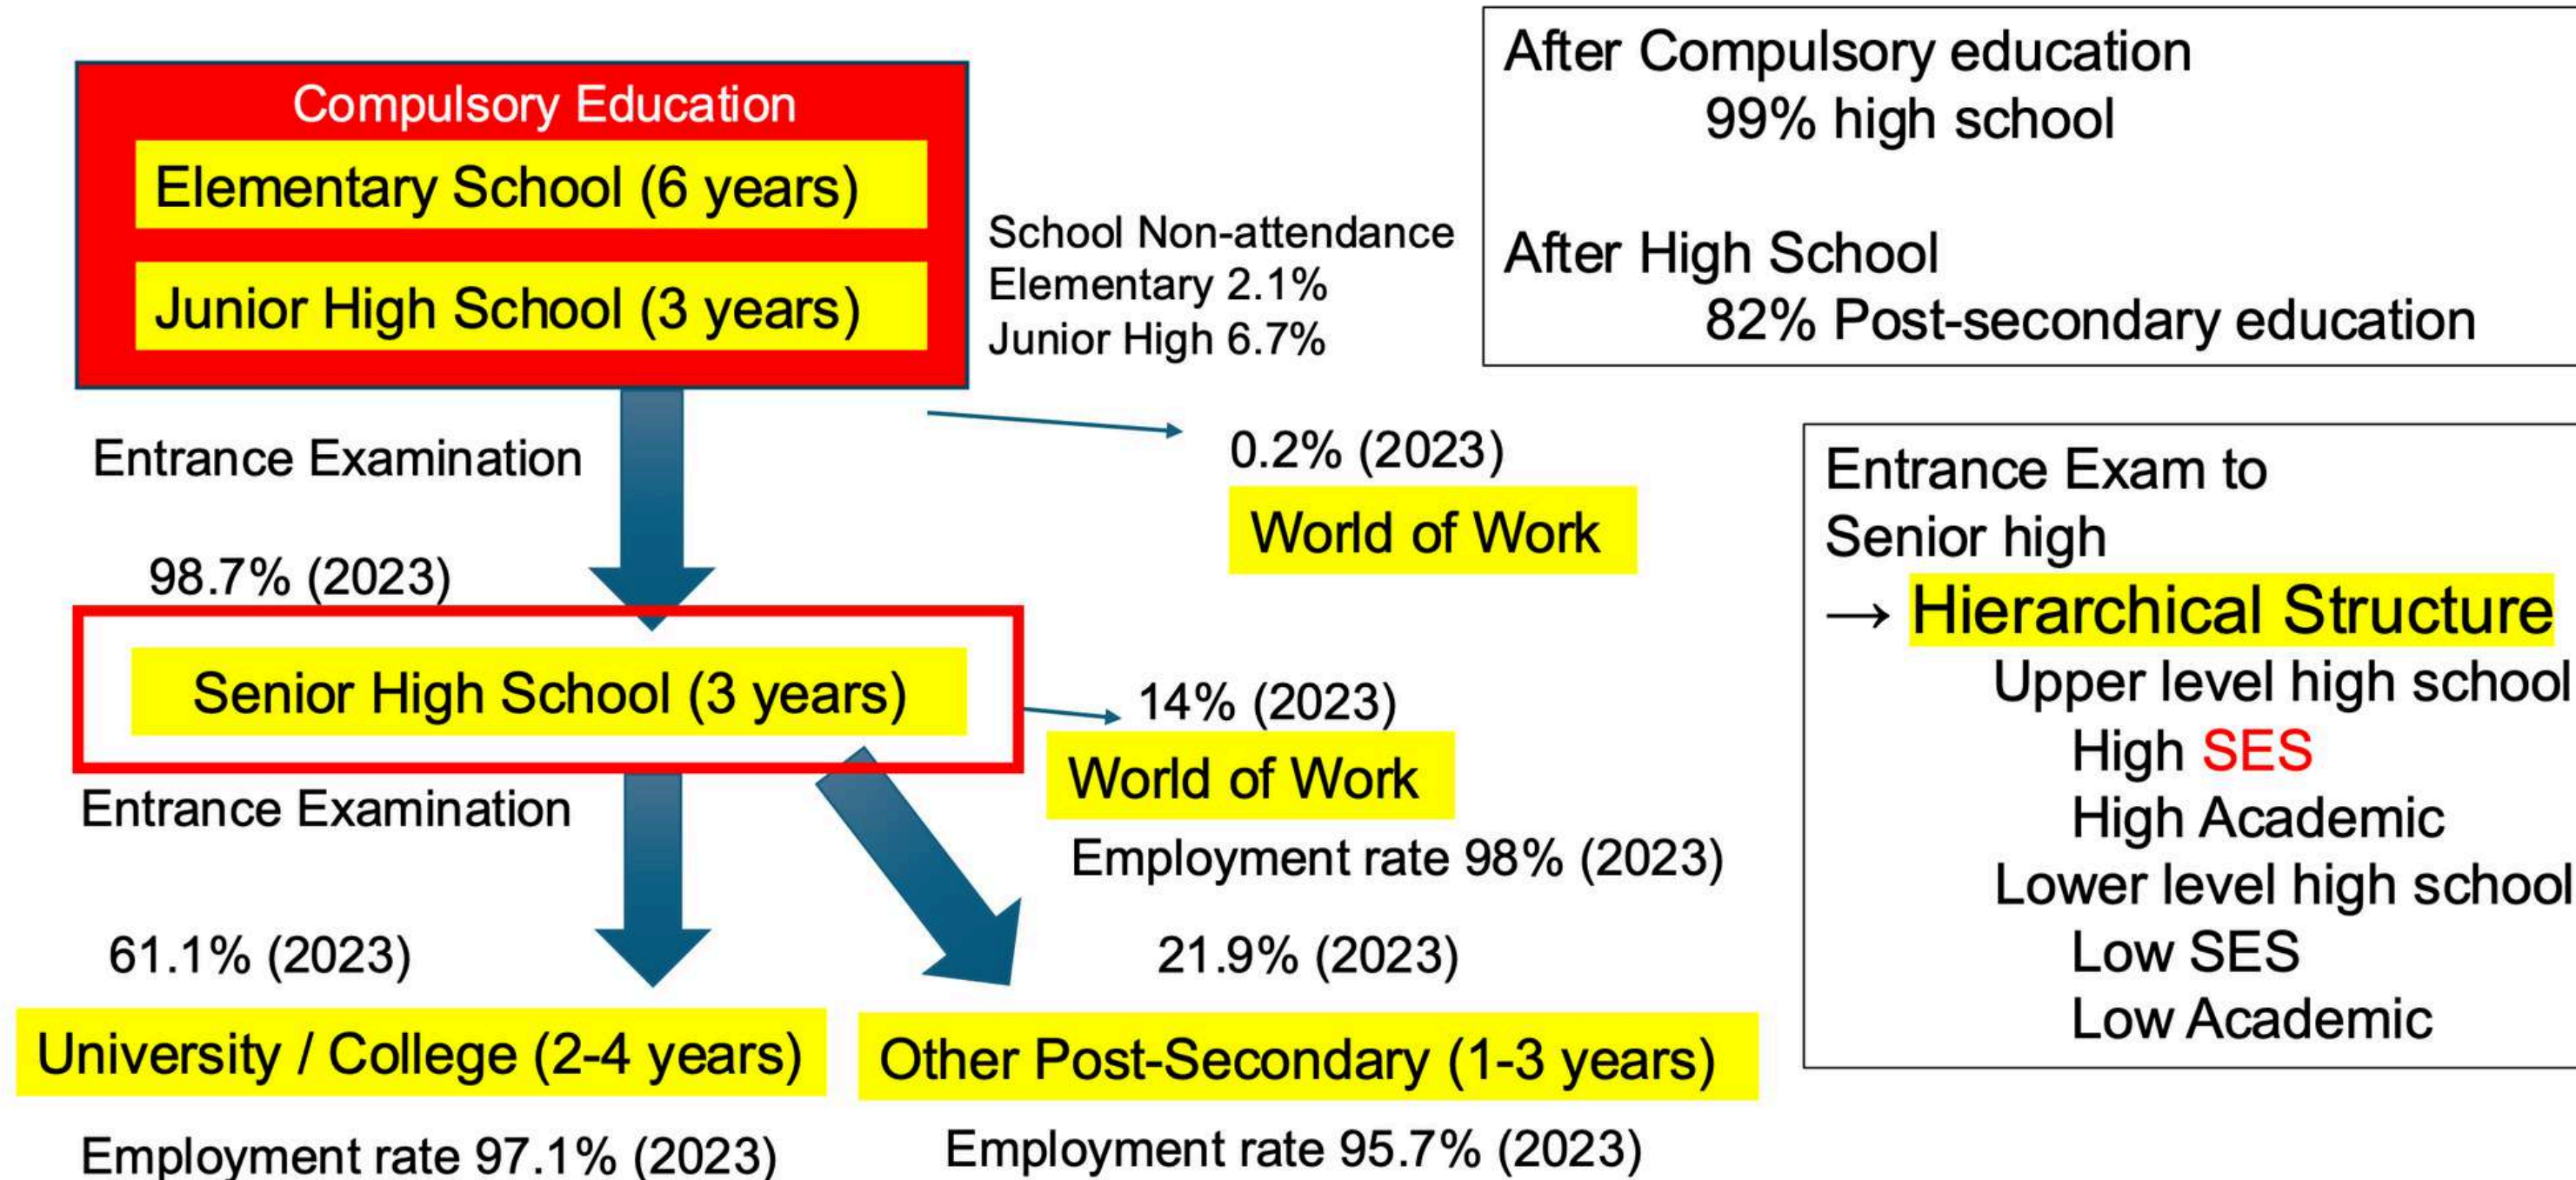 Compulsory Education
Elementary School (6 years)
Junior High School (3 years)
School Non-attendance
Elementary 2.1%
Junior High 6.7%
After Compulsory education
99% high school
After High School
82% Post-secondary education
Entrance Examination
98.7% (2023)
0.2% (2023)
World of Work
Senior High School (3 years)
14% (2023)
World of Work
Employment rate 98% (2023)
Entrance Examination
61.1% (2023)
21.9% (2023)
University / College (2-4 years)
Other Post-Secondary (1-3 years)
Employment rate 97.1% (2023)
Employment rate 95.7% (2023)
Entrance Exam to
Senior high
→ Hierarchical Structure
Upper level high school
High SES
High Academic
Lower level high school
Low SES
Low Academic